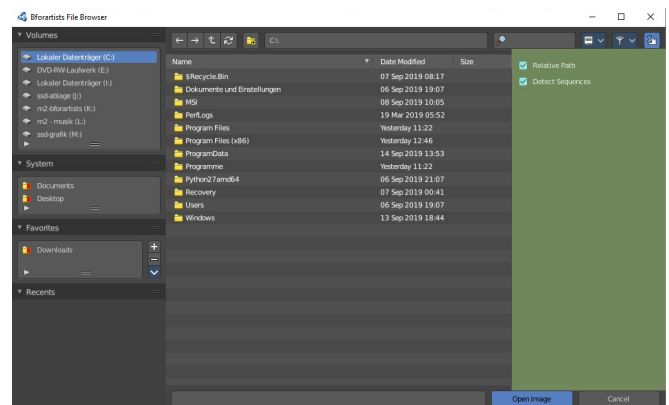 Bforartists File Browser
Volumes
Lokaler Datenträger (C:)
DVD-RW-Laufwerk (E:)
Lokaler Datenträger (I:)
ssd-ablage (J:)
m2-bforartists (K:)
m2 - musik (L:)
ssd-grafik (M:)
System
Documents
Desktop
Favorites
Downloads
Recents
C:\
Name Date Modified Size
$Recycle.Bin 07 Sep 2019 08:17
Dokumente und Einstellungen 06 Sep 2019 19:07
MSI 08 Sep 2019 10:05
PerfLogs 19 Mar 2019 05:52
Program Files Yesterday 11:22
Program Files (x86) Yesterday 12:46
ProgramData 14 Sep 2019 13:53
Programme Yesterday 11:22
Python27amd64 06 Sep 2019 21:07
Recovery 07 Sep 2019 00:41
Users 06 Sep 2019 19:07
Windows 13 Sep 2019 18:44
Relative Path
Detect Sequences
Open Image Cancel